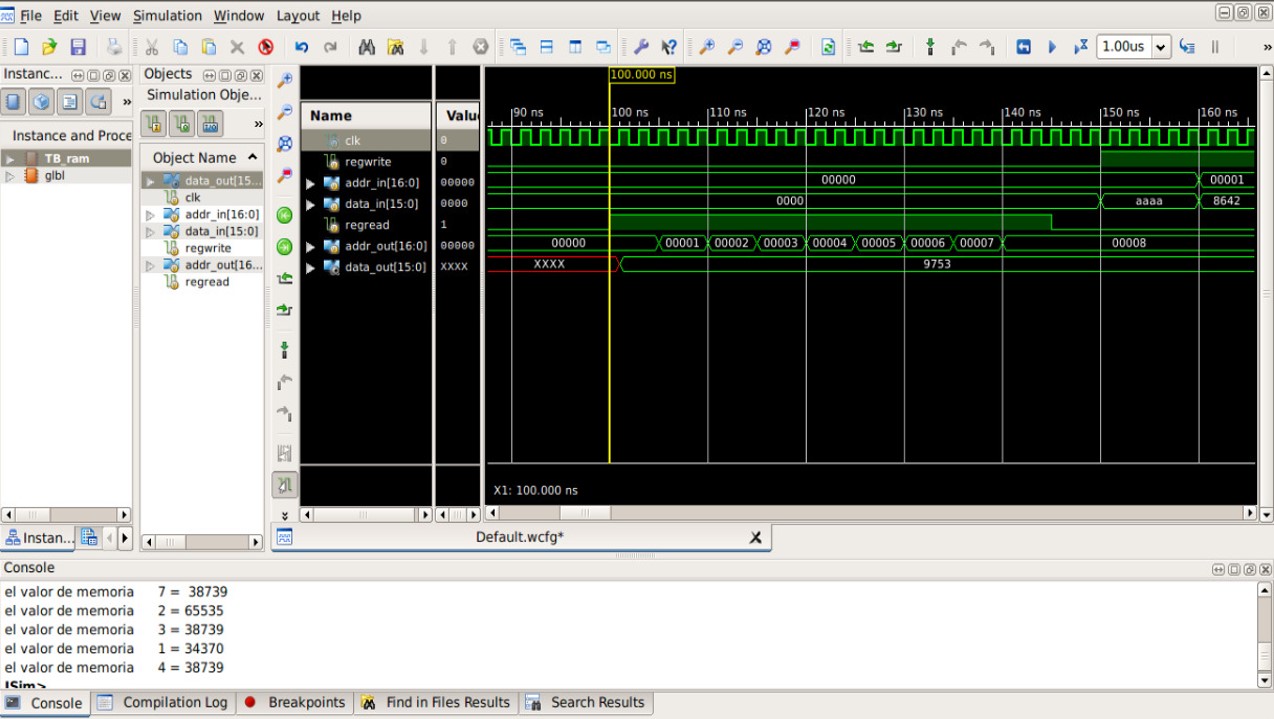 File Edit View Simulation Window Layout Help
1.00us
»
Instanc...
Objects
Simulation Obje...
»
»
Instance and Proce
TB_ram
glbl
Object Name
data_out[15...
clk
addr_in[16:0]
data_in[15:0]
regwrite
addr_out[16...
regread
Name
clk
regwrite
addr_in[16:0]
data_in[15:0]
regread
addr_out[16:0]
data_out[15:0]
Valu
0
0
00000
0000
1
00000
XXXX
100.000 ns
90 ns 100 ns 110 ns 120 ns 130 ns 140 ns 150 ns 160 ns
00000 00001
0000 aaaa 8642
00000 00001 00002 00003 00004 00005 00006 00007 00008
XXXX 9753
X1: 100.000 ns
Instan...
Default.wcfg*
Console
el valor de memoria 7 = 38739
el valor de memoria 2 = 65535
el valor de memoria 3 = 38739
el valor de memoria 1 = 34370
el valor de memoria 4 = 38739
ISim>
Console Compilation Log Breakpoints Find in Files Results Search Results